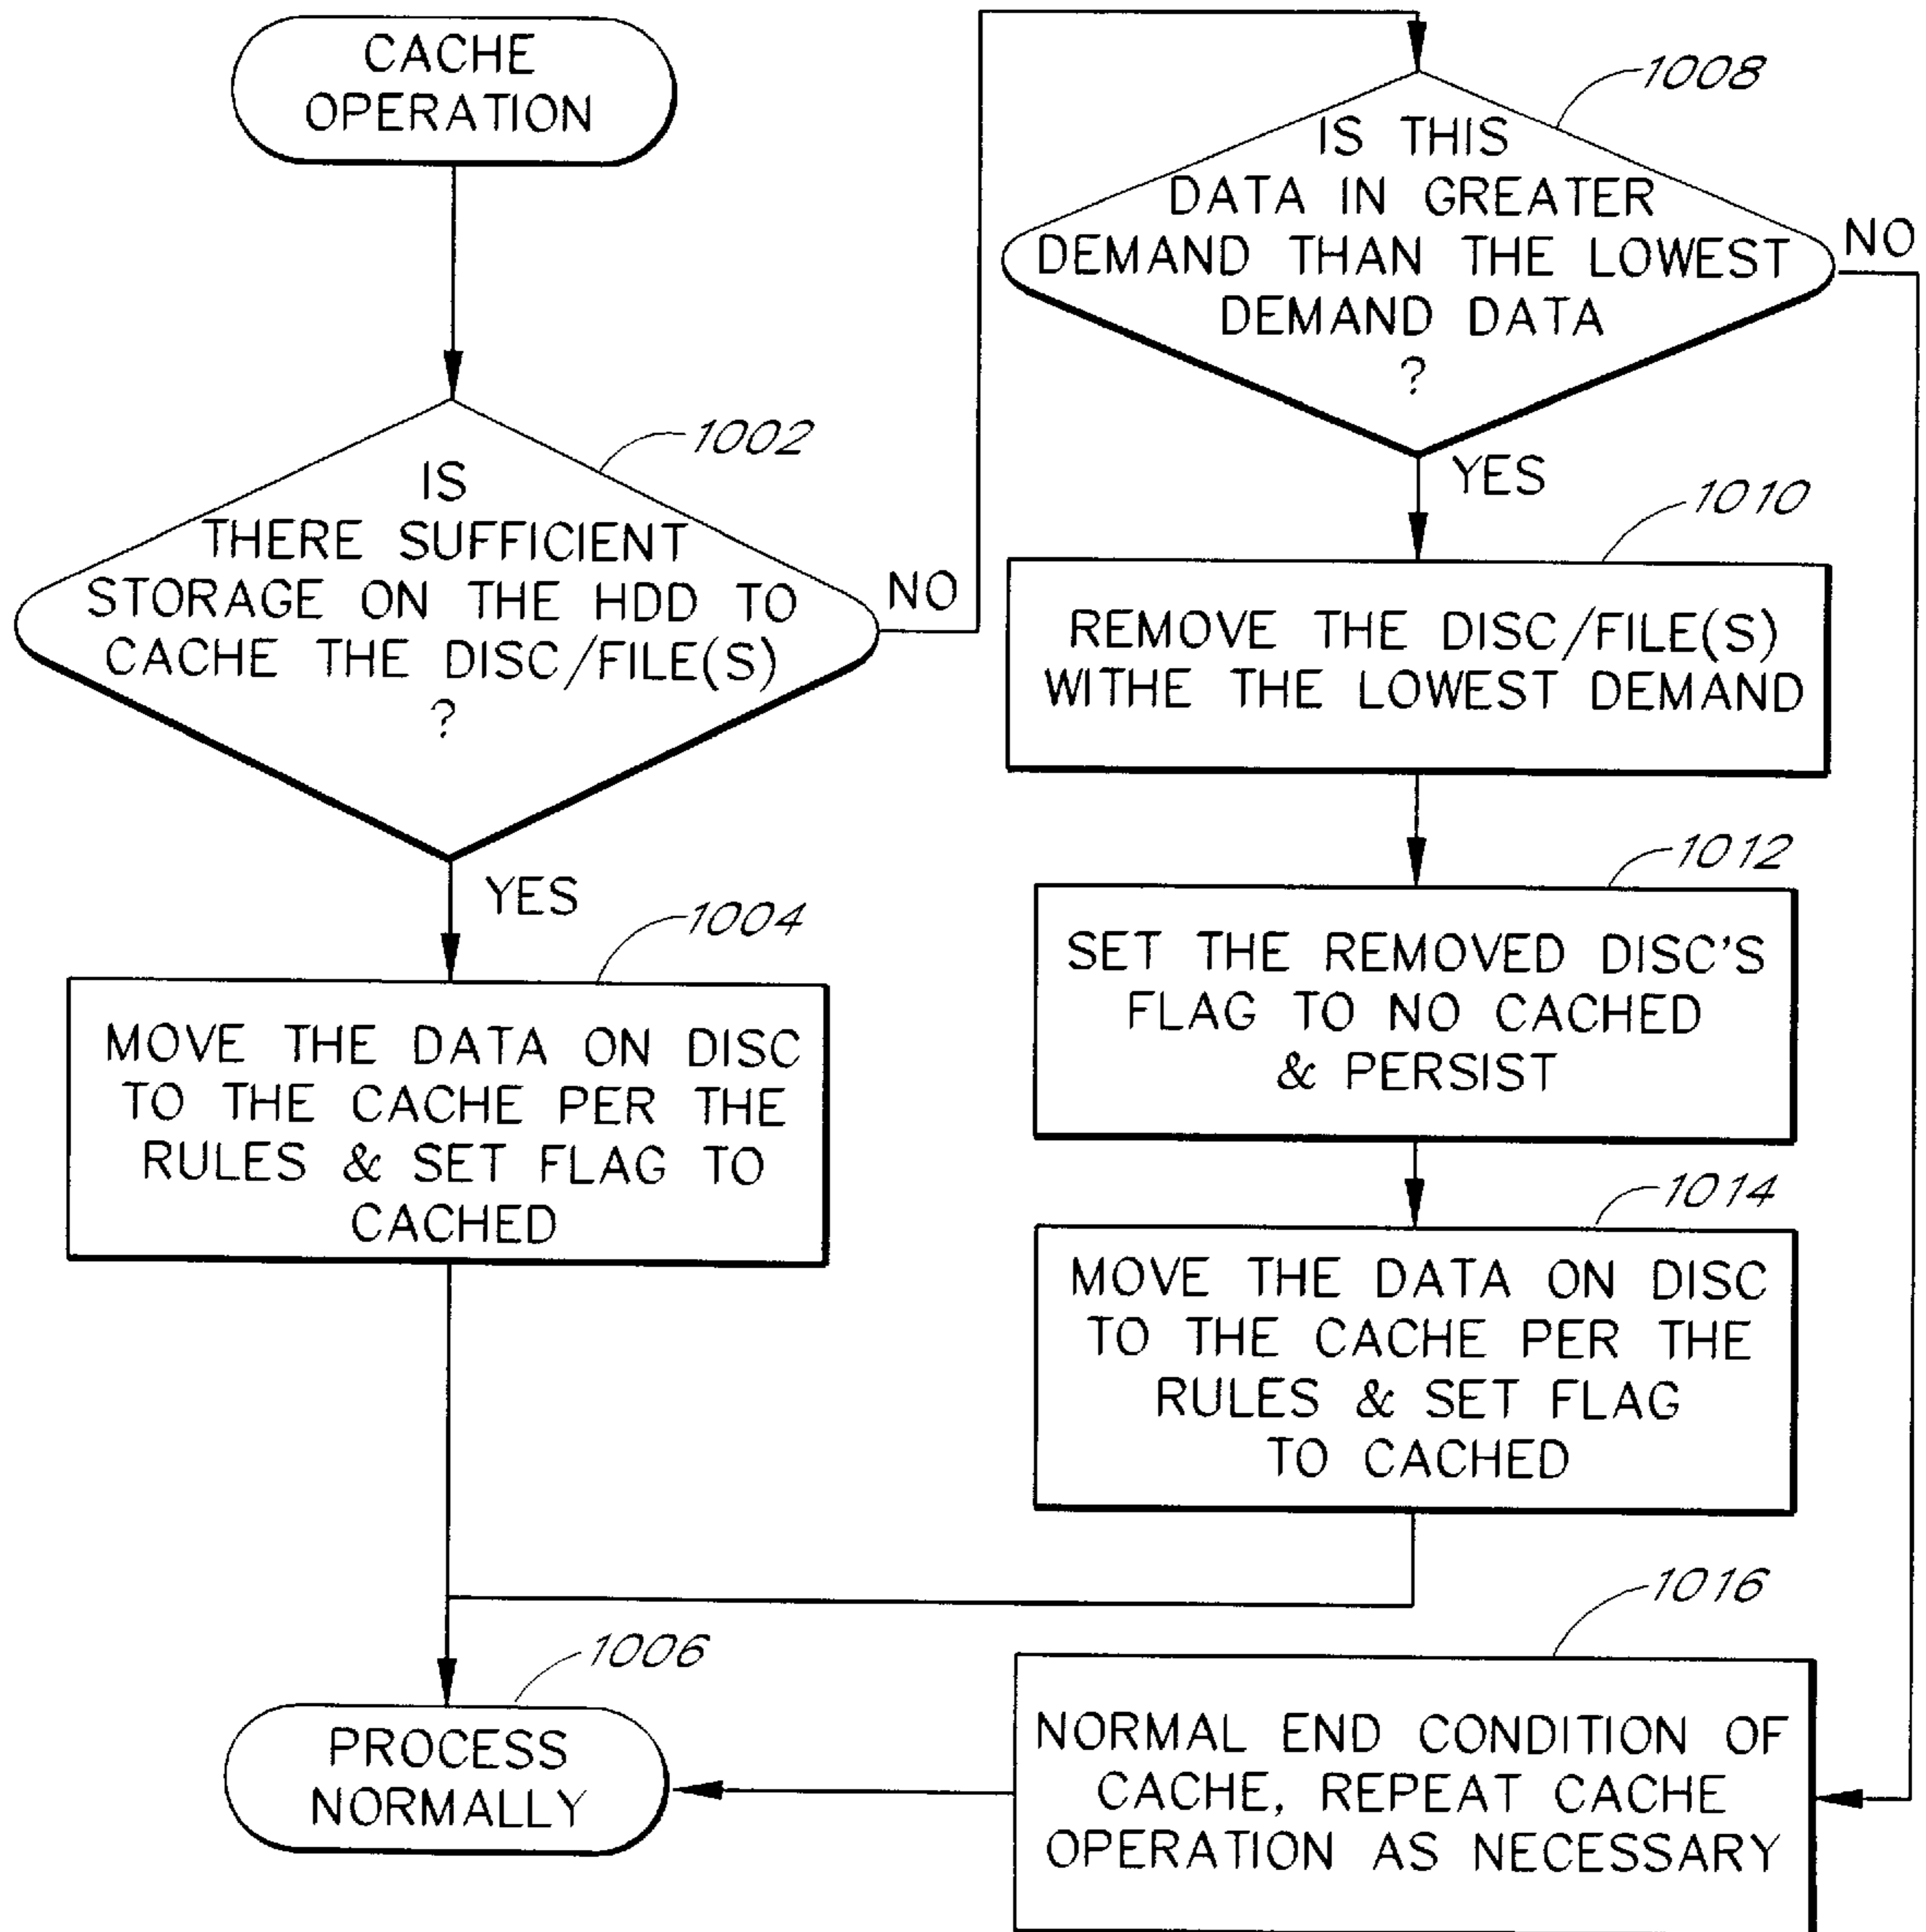 CACHE
OPERATION
1002
IS
THERE SUFFICIENT
STORAGE ON THE HDD TO
CACHE THE DISC/FILE(S)
?
NO
YES
1004
MOVE THE DATA ON DISC
TO THE CACHE PER THE
RULES & SET FLAG TO
CACHED
1006
PROCESS
NORMALLY
1008
IS THIS
DATA IN GREATER
DEMAND THAN THE LOWEST
DEMAND DATA
?
NO
YES
1010
REMOVE THE DISC/FILE(S)
WITHE THE LOWEST DEMAND
1012
SET THE REMOVED DISC'S
FLAG TO NO CACHED
& PERSIST
1014
MOVE THE DATA ON DISC
TO THE CACHE PER THE
RULES & SET FLAG
TO CACHED
1016
NORMAL END CONDITION OF
CACHE, REPEAT CACHE
OPERATION AS NECESSARY